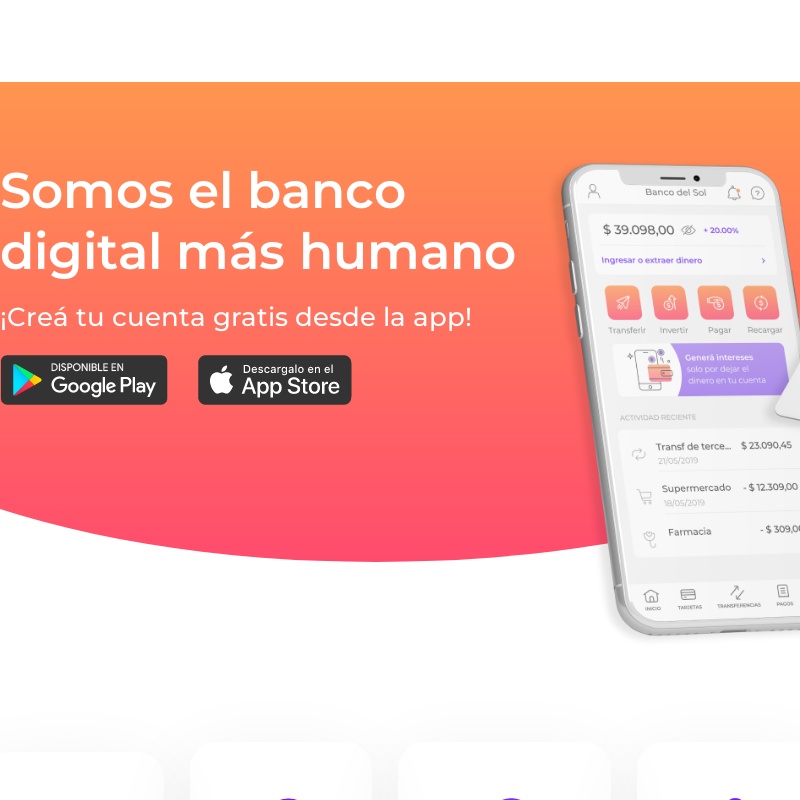 Somos el banco
digital más humano
¡Creá tu cuenta gratis desde la app!
DISPONIBLE EN
Google Play
Descargalo en el
App Store
Banco del Sol
$ 39.098,00
+ 20.00%
Ingresar o extraer dinero
Transferir Invertir Pagar Recargar
Generá intereses
solo por dejar el
dinero en tu cuenta
ACTIVIDAD RECIENTE
Transf de terce... $ 23.090,45
21/05/2019
Supermercado - $ 12.309,00
18/05/2019
Farmacia - $ 309,00
INICIO TARJETAS TRANSFERENCIAS PAGOS